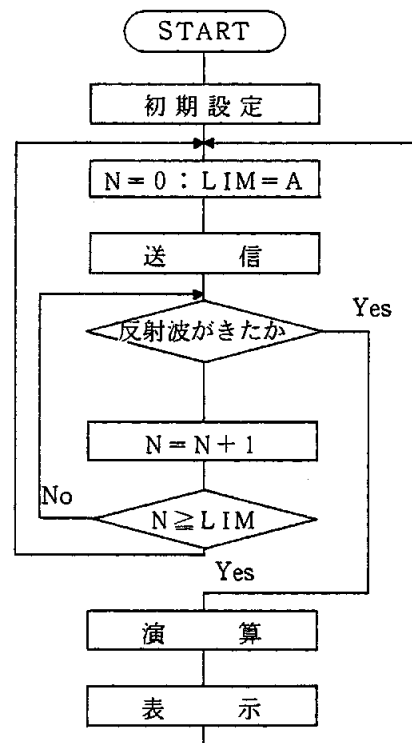 START
初期設定
N=0:LIM=A
送信
反射波がきたか
Yes
N=N+1
No
N≧LIM
Yes
演算
表示